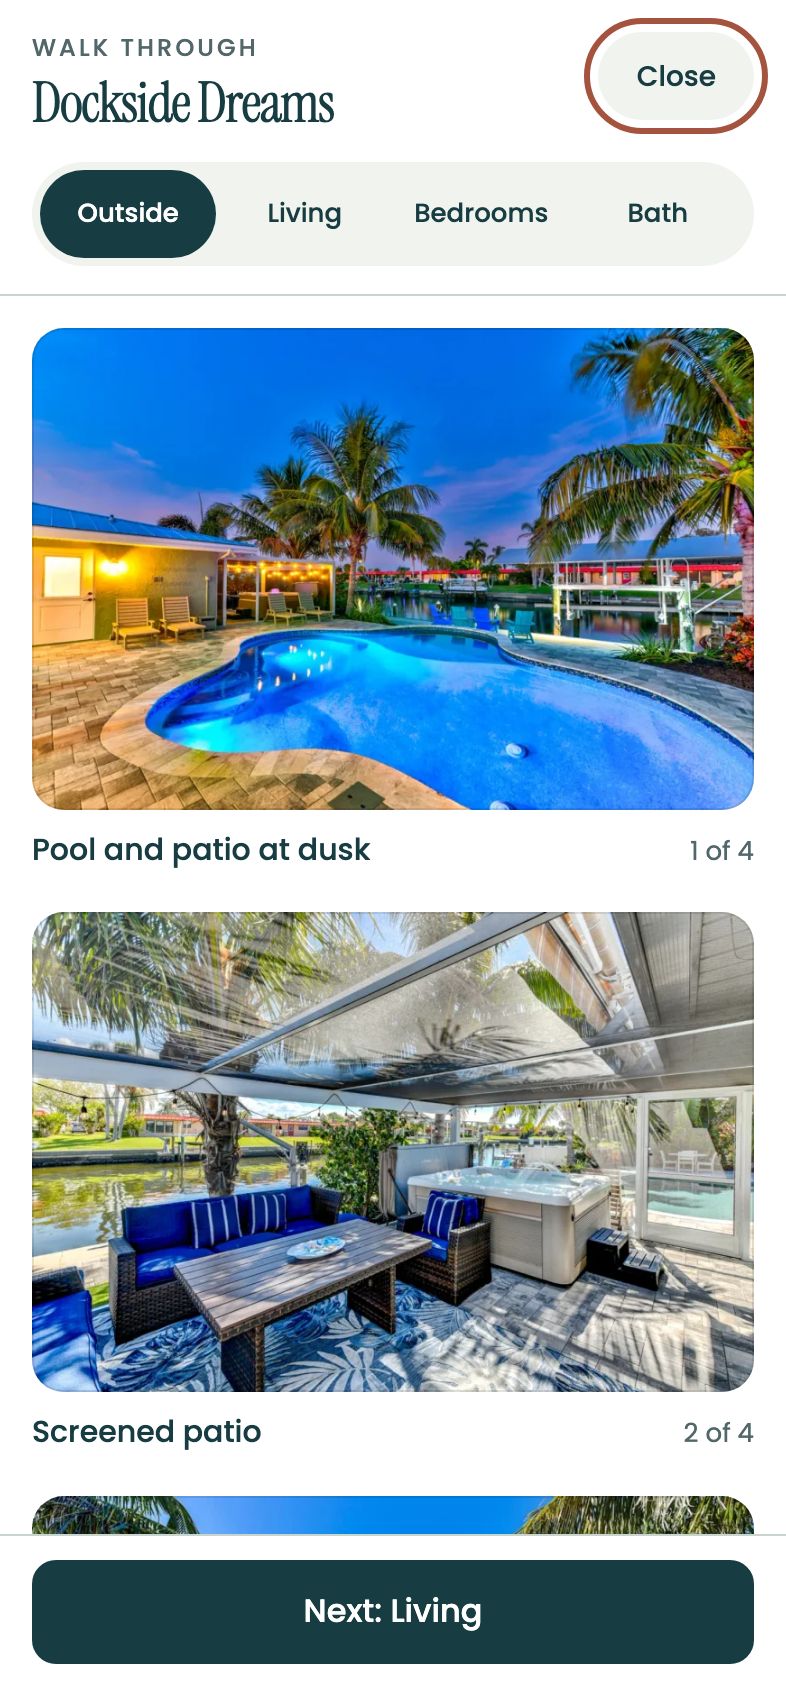 WALK THROUGH
Dockside Dreams
Close
Outside
Living
Bedrooms
Bath
Pool and patio at dusk
1 of 4
Screened patio
2 of 4
Next: Living